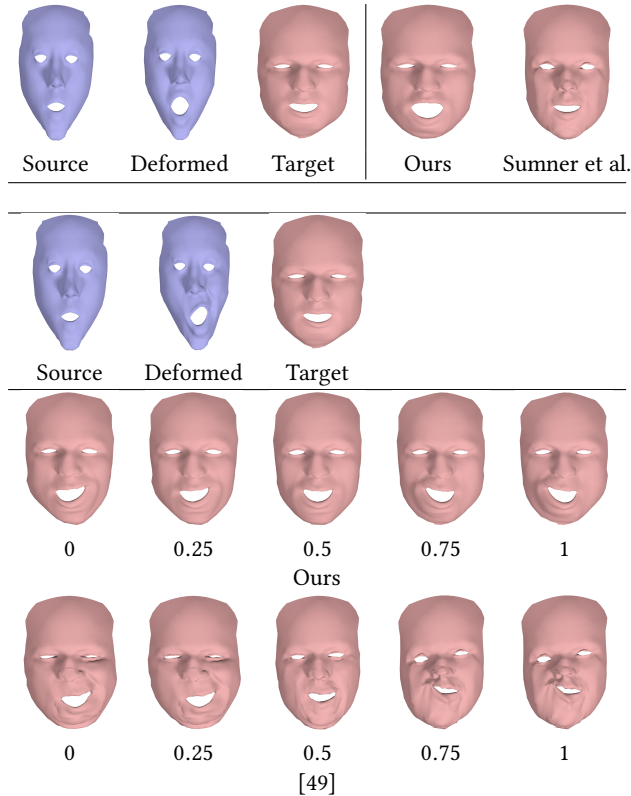 Source Deformed Target Ours Sumner et al.
Source Deformed Target
0 0.25 0.5 0.75 1
Ours
0 0.25 0.5 0.75 1
[49]